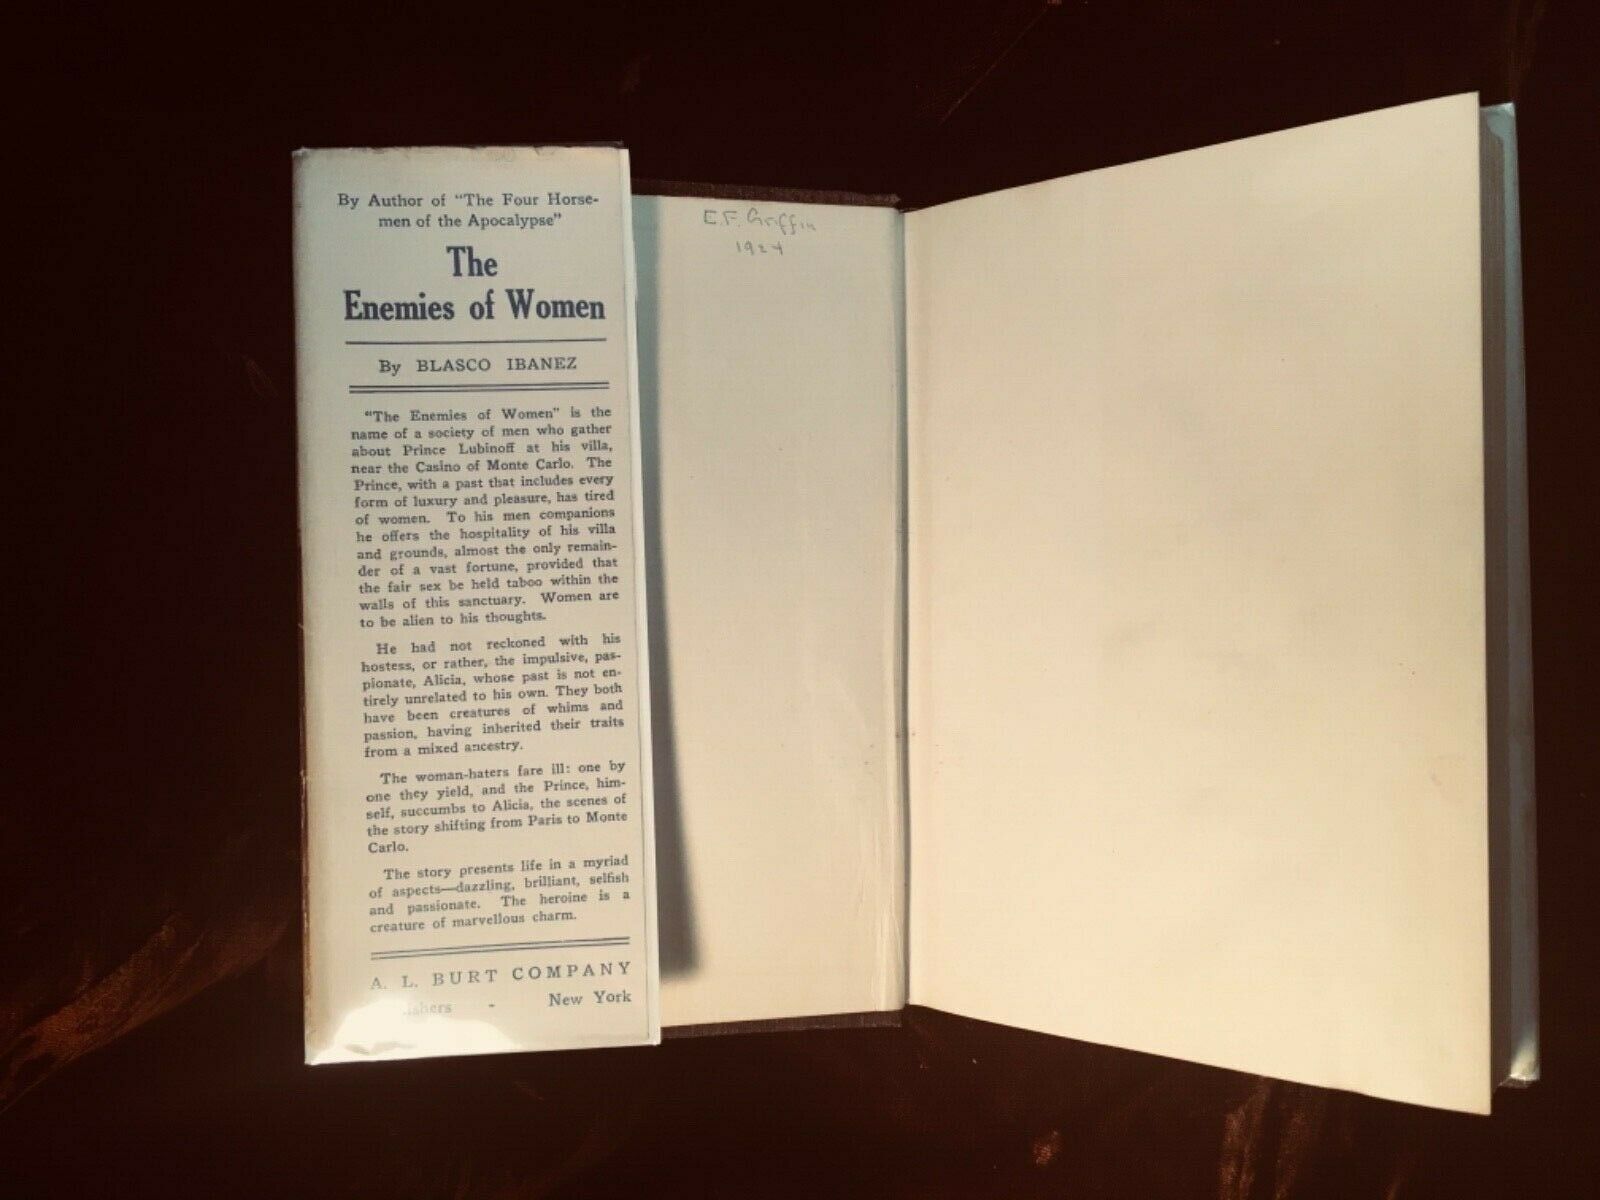 By Author of "The Four Horse-
men of the Apocalypse"
The
Enemies of Women
By BLASCO IBANEZ
"The Enemies of Women" is the
name of a society of men who gather
about Prince Lubinoff at his villa,
near the Casino of Monte Carlo. The
Prince, with a past that includes every
form of luxury and pleasure, has tired
of women. To his men companions
he offers the hospitality of his villa
and grounds, almost the only remain-
der of a vast fortune, provided that
the fair sex be held taboo within the
walls of this sanctuary. Women are
to be alien to his thoughts.
He had not reckoned with his
hostess, or rather, the impulsive, pas-
pionate, Alicia, whose past is not en-
tirely unrelated to his own. They both
have been creatures of whims and
passion, having inherited their traits
from a mixed ancestry.
The woman-haters fare ill: one by
one they yield, and the Prince, him-
self, succumbs to Alicia, the scenes of
the story shifting from Paris to Monte
Carlo.
The story presents life in a myriad
of aspects—dazzling, brilliant, selfish
and passionate. The heroine is a
creature of marvellous charm.
A. L. BURT COMPANY
- New York
E.F. Griffin
1924